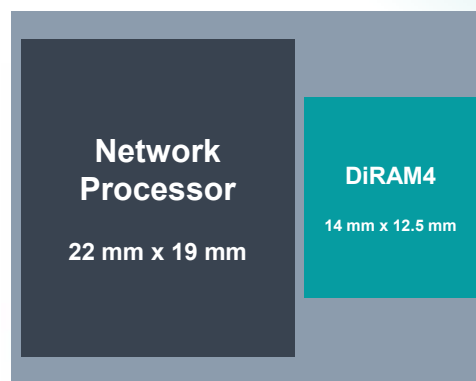 Network
Processor
22 mm x 19 mm
DiRAM4
14 mm x 12.5 mm